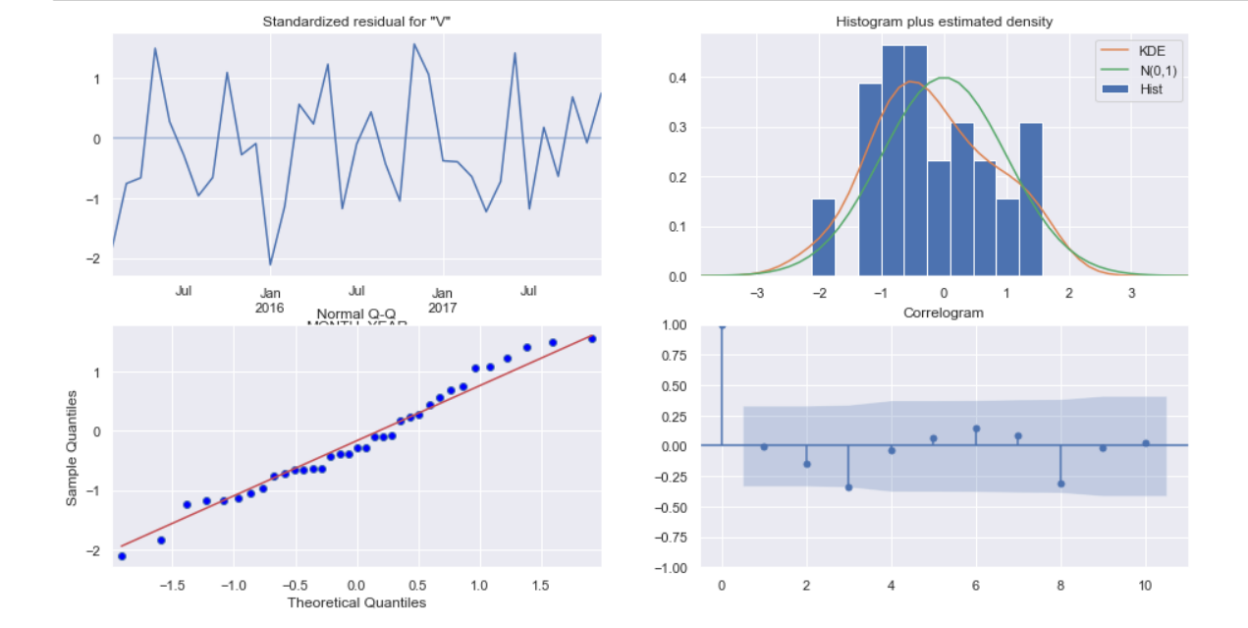 Standardized residual for "V"
1
0
−1
−2
Jul
Jan
2016
Jul
Jan
2017
Jul
MONTH_YEAR
Histogram plus estimated density
KDE
N(0,1)
Hist
0.4
0.3
0.2
0.1
0.0
−3 −2 −1 0 1 2 3
Normal Q-Q
Sample Quantiles
1
0
−1
−2
−1.5 −1.0 −0.5 0.0 0.5 1.0 1.5
Theoretical Quantiles
Correlogram
1.00
0.75
0.50
0.25
0.00
−0.25
−0.50
−0.75
−1.00
0 2 4 6 8 10